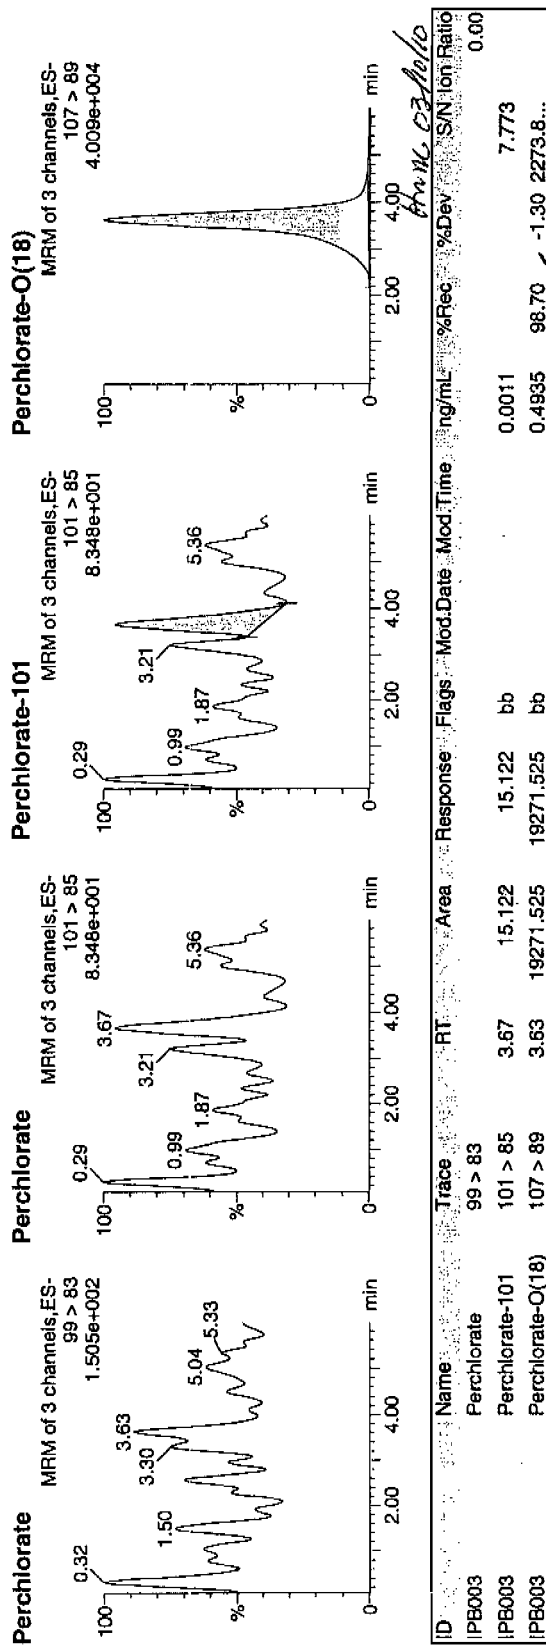 Perchlorate
MRM of 3 channels,ES-
99 > 83
1.505e+002
100
%
0
0.32
1.50
3.30
3.63
5.04
5.33
2.00
4.00
min
Perchlorate
MRM of 3 channels,ES-
101 > 85
8.348e+001
100
%
0
0.29
0.99
1.87
3.21
3.67
5.36
2.00
4.00
min
Perchlorate-101
MRM of 3 channels,ES-
101 > 85
8.348e+001
100
%
0
0.29
0.99
1.87
3.21
5.36
2.00
4.00
min
Perchlorate-O(18)
MRM of 3 channels,ES-
107 > 89
4.009e+004
100
%
0
2.00
4.00
min
03/10/10
ID Name Trace RT Area Response Flags Mod.Date Mod.Time ng/mL %Rec %Dev S/N Ion Ratio
IPB003 Perchlorate 99 > 83 0.00
IPB003 Perchlorate-101 101 > 85 3.67 15.122 15.122 bb 0.0011 7.773
IPB003 Perchlorate-O(18) 107 > 89 3.63 19271.525 19271.525 bb 0.4935 98.70 -1.30 2273.8...